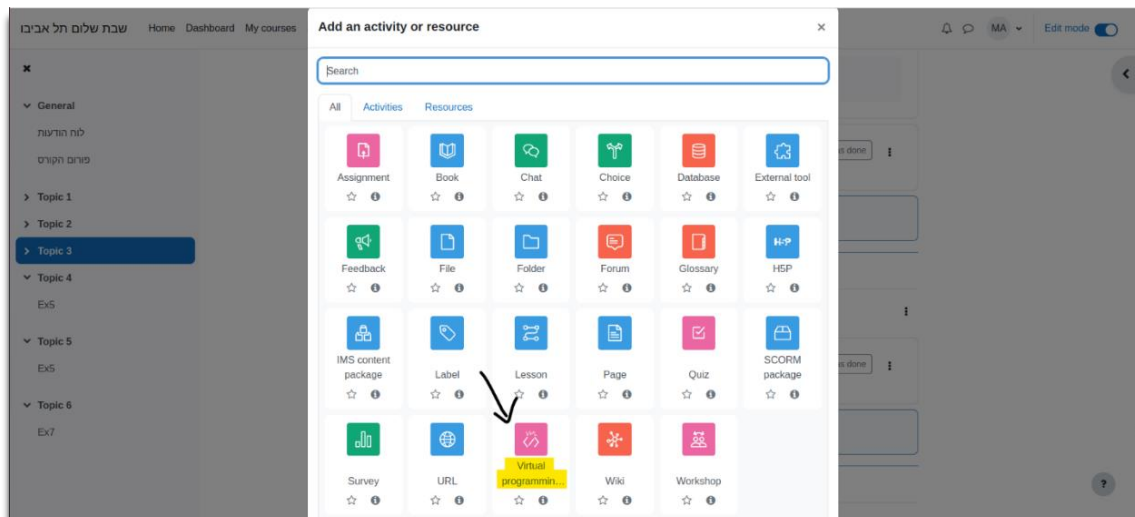 שבת שלום תל אביבו Home Dashboard My courses
MA Edit mode
General
לוח הודעות
פורום הקורס
Topic 1
Topic 2
Topic 3
Topic 4
Ex5
Topic 5
Ex5
Topic 6
Ex7
Add an activity or resource
Search
All Activities Resources
Assignment Book Chat Choice Database External tool
Feedback File Folder Forum Glossary H5P
IMS content
package Label Lesson Page Quiz SCORM
package
Survey URL Virtual
programmin... Wiki Workshop
s done
s done
?